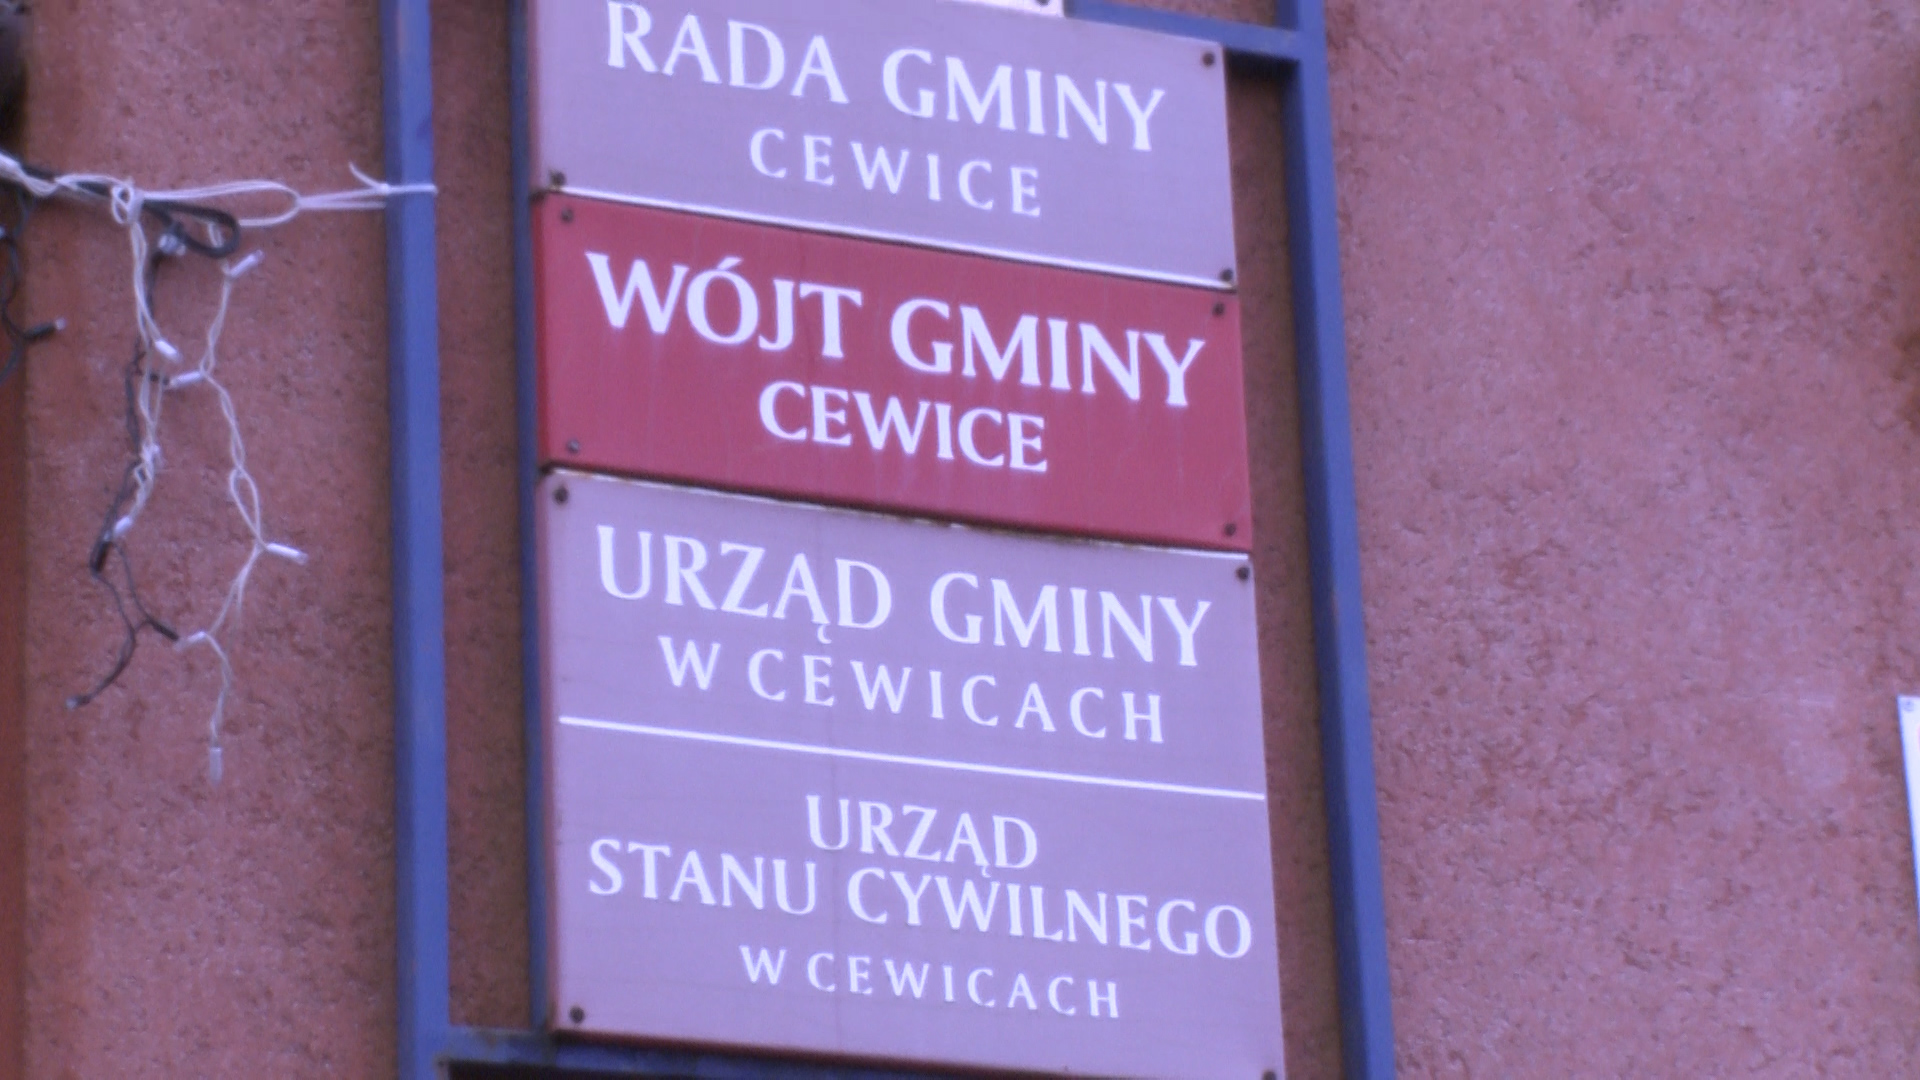 RADA GMINY
CEWICE
WÓJT GMINY
CEWICE
URZĄD GMINY
W CEWICACH
URZĄD
STANU CYWILNEGO
W CEWICACH